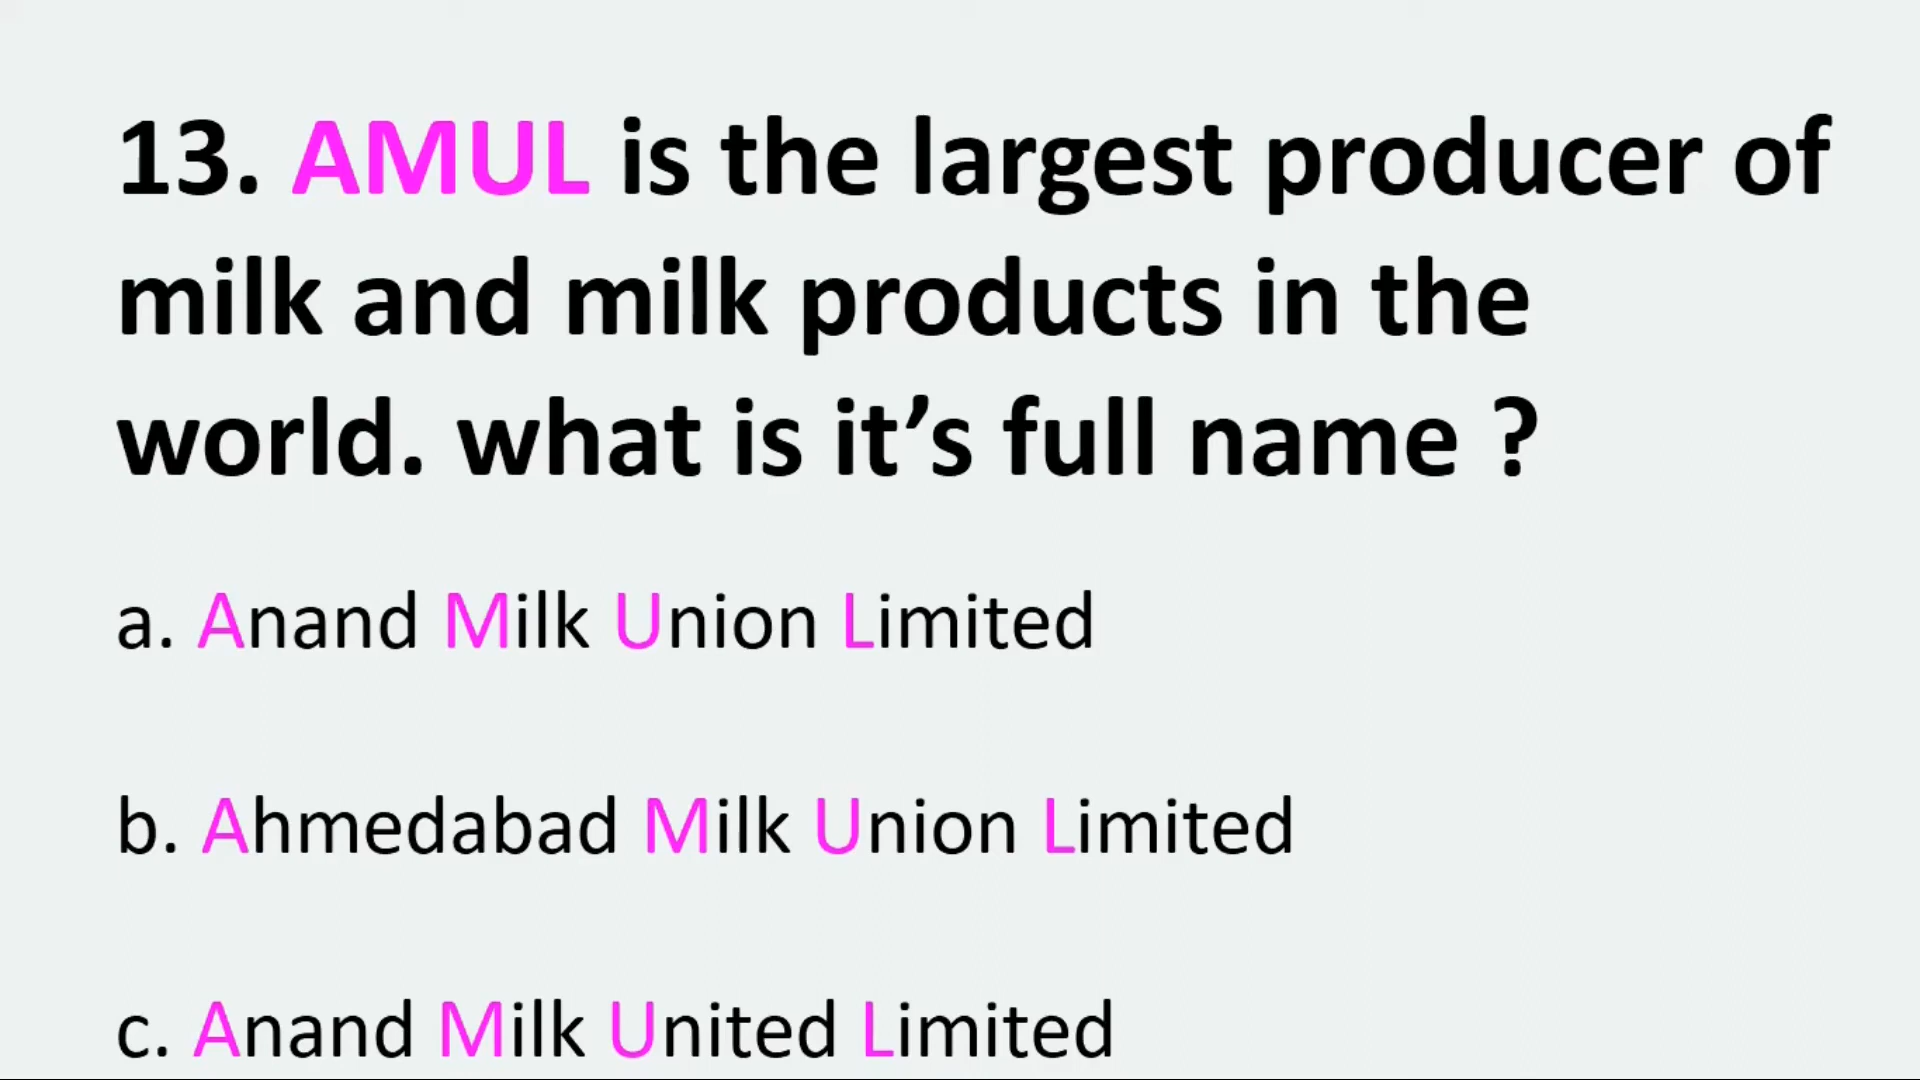 13. AMUL is the largest producer of
milk and milk products in the
world. what is it’s full name ?
a. Anand Milk Union Limited
b. Ahmedabad Milk Union Limited
c. Anand Milk United Limited